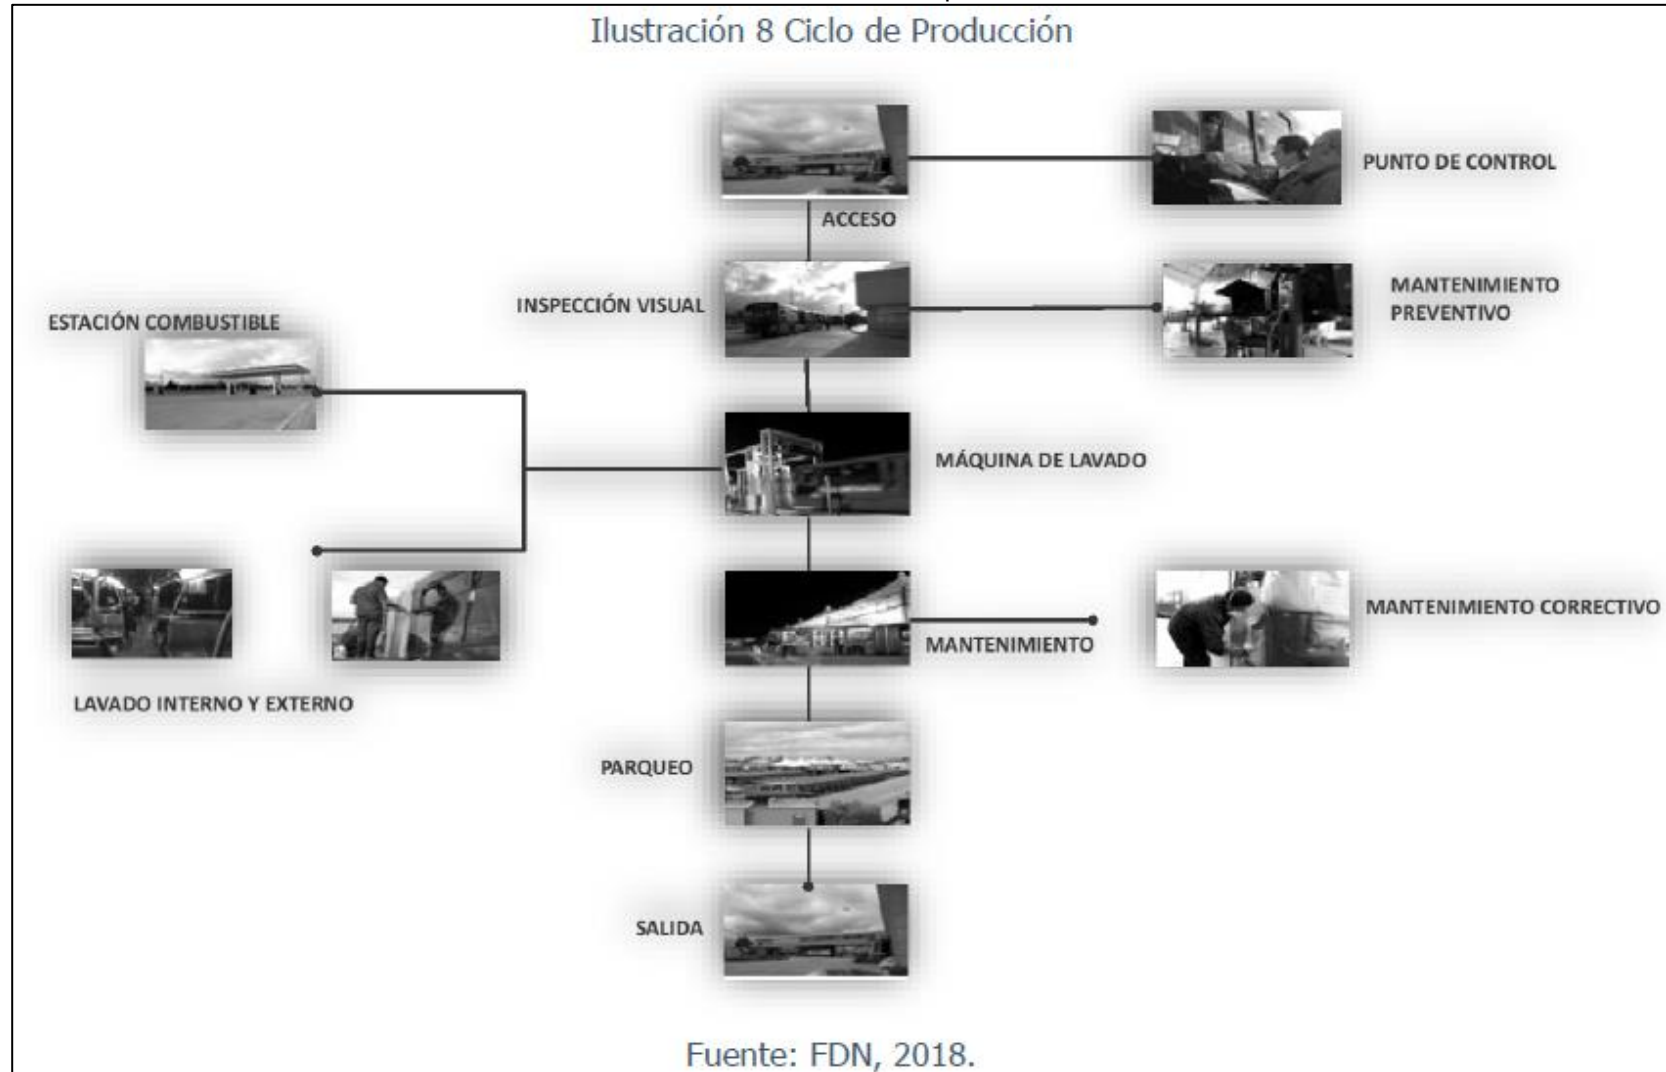 Ilustración 8 Ciclo de Producción
PUNTO DE CONTROL
ACCESO
INSPECCIÓN VISUAL
MANTENIMIENTO
PREVENTIVO
ESTACIÓN COMBUSTIBLE
MÁQUINA DE LAVADO
MANTENIMIENTO
MANTENIMIENTO CORRECTIVO
LAVADO INTERNO Y EXTERNO
PARQUEO
SALIDA
Fuente: FDN, 2018.